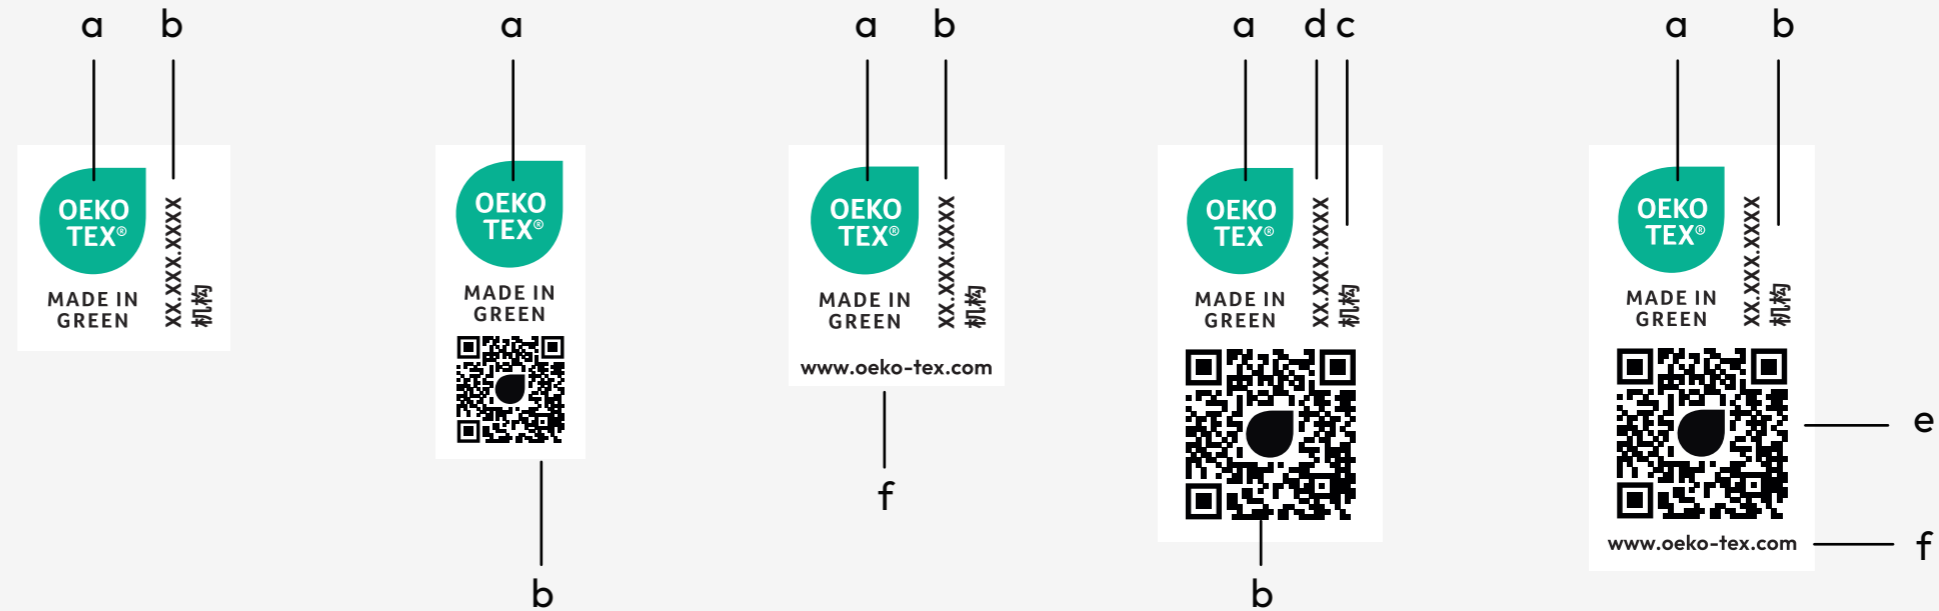 a b
OEKO
TEX®
MADE IN
GREEN
XX.XXX.XXXX
机构
a
OEKO
TEX®
MADE IN
GREEN
b
a b
OEKO
TEX®
MADE IN
GREEN
XX.XXX.XXXX
机构
www.oeko-tex.com
f
a d c
OEKO
TEX®
MADE IN
GREEN
XX.XXX.XXXX
机构
b
a b
OEKO
TEX®
MADE IN
GREEN
XX.XXX.XXXX
机构
e
www.oeko-tex.com
f